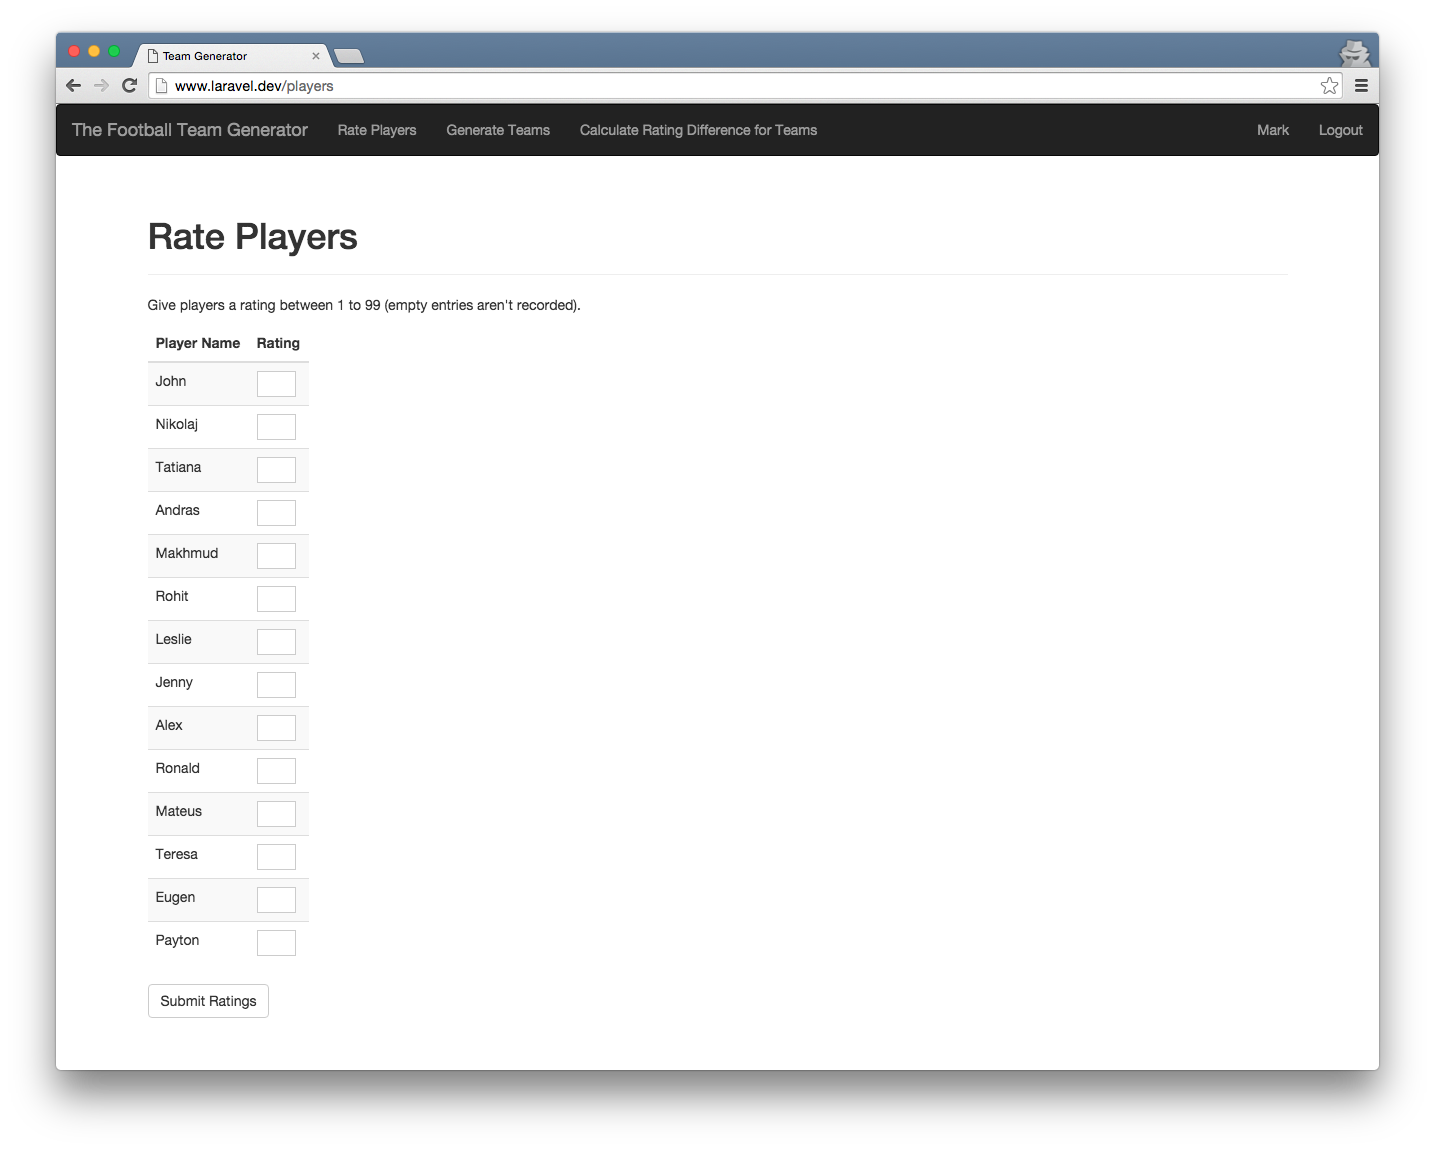 Team Generator
www.laravel.dev/players
The Football Team Generator Rate Players Generate Teams Calculate Rating Difference for Teams Mark Logout
Rate Players
Give players a rating between 1 to 99 (empty entries aren't recorded).
Player Name Rating
John
Nikolaj
Tatiana
Andras
Makhmud
Rohit
Leslie
Jenny
Alex
Ronald
Mateus
Teresa
Eugen
Payton
Submit Ratings